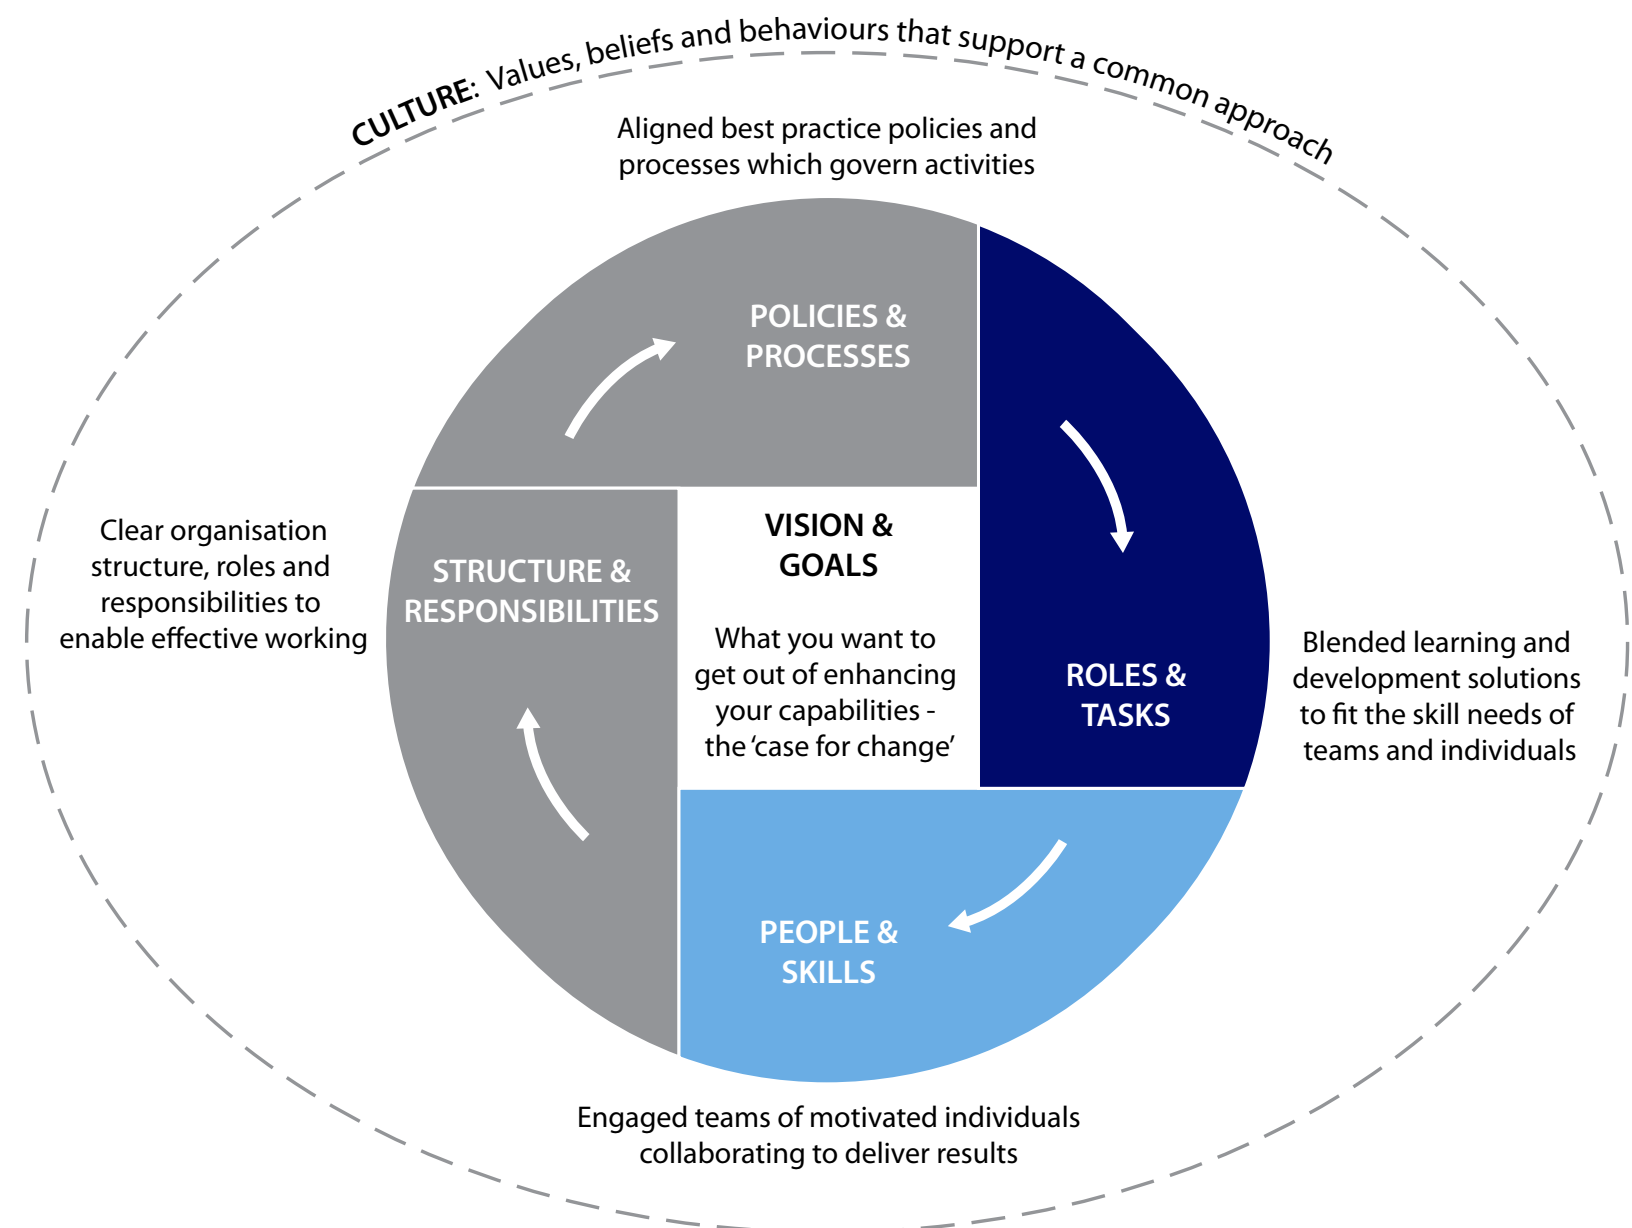 CULTURE: Values, beliefs and behaviours that support a common approach
Aligned best practice policies and
processes which govern activities
POLICIES &
PROCESSES
Clear organisation
structure, roles and
responsibilities to
enable effective working
STRUCTURE &
RESPONSIBILITIES
VISION &
GOALS
What you want to
get out of enhancing
your capabilities -
the ‘case for change’
ROLES &
TASKS
Blended learning and
development solutions
to fit the skill needs of
teams and individuals
PEOPLE &
SKILLS
Engaged teams of motivated individuals
collaborating to deliver results